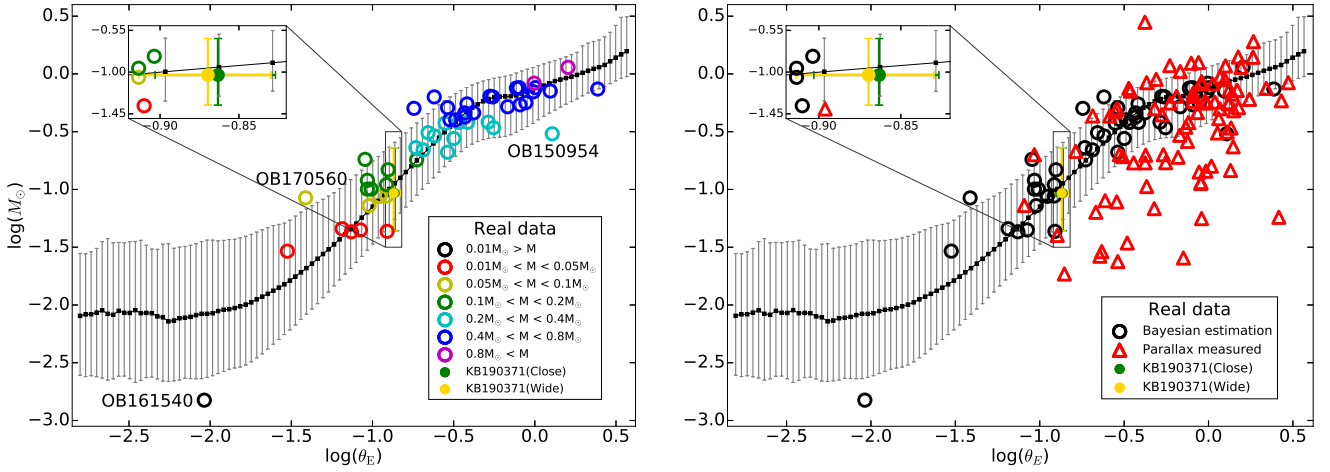 0.5
0.0
−0.5
−1.0
−1.5
−2.0
−2.5
−3.0
log(M⊙)
−0.55
−1.00
−1.45
−0.90
−0.85
OB150954
OB170560
OB161540
Real data
0.01M⊙ > M
0.01M⊙ < M < 0.05M⊙
0.05M⊙ < M < 0.1M⊙
0.1M⊙ < M < 0.2M⊙
0.2M⊙ < M < 0.4M⊙
0.4M⊙ < M < 0.8M⊙
0.8M⊙ < M
KB190371(Close)
KB190371(Wide)
−2.5
−2.0
−1.5
−1.0
−0.5
0.0
0.5
log(θE)
0.5
0.0
−0.5
−1.0
−1.5
−2.0
−2.5
−3.0
−0.55
−1.00
−1.45
−0.90
−0.85
Real data
Bayesian estimation
Parallax measured
KB190371(Close)
KB190371(Wide)
−2.5
−2.0
−1.5
−1.0
−0.5
0.0
0.5
log(θE)